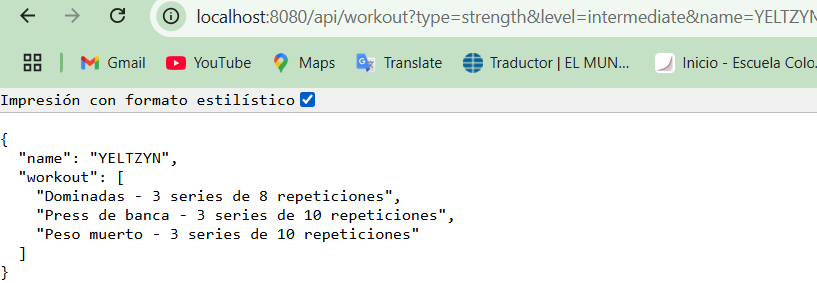 localhost:8080/api/workout?type=strength&level=intermediate&name=YELTZYN
Gmail YouTube Maps Translate Traductor | EL MUN... Inicio - Escuela Colo...
Impresión con formato estilístico
{
  "name": "YELTZYN",
  "workout": [
    "Dominadas - 3 series de 8 repeticiones",
    "Press de banca - 3 series de 10 repeticiones",
    "Peso muerto - 3 series de 10 repeticiones"
  ]
}